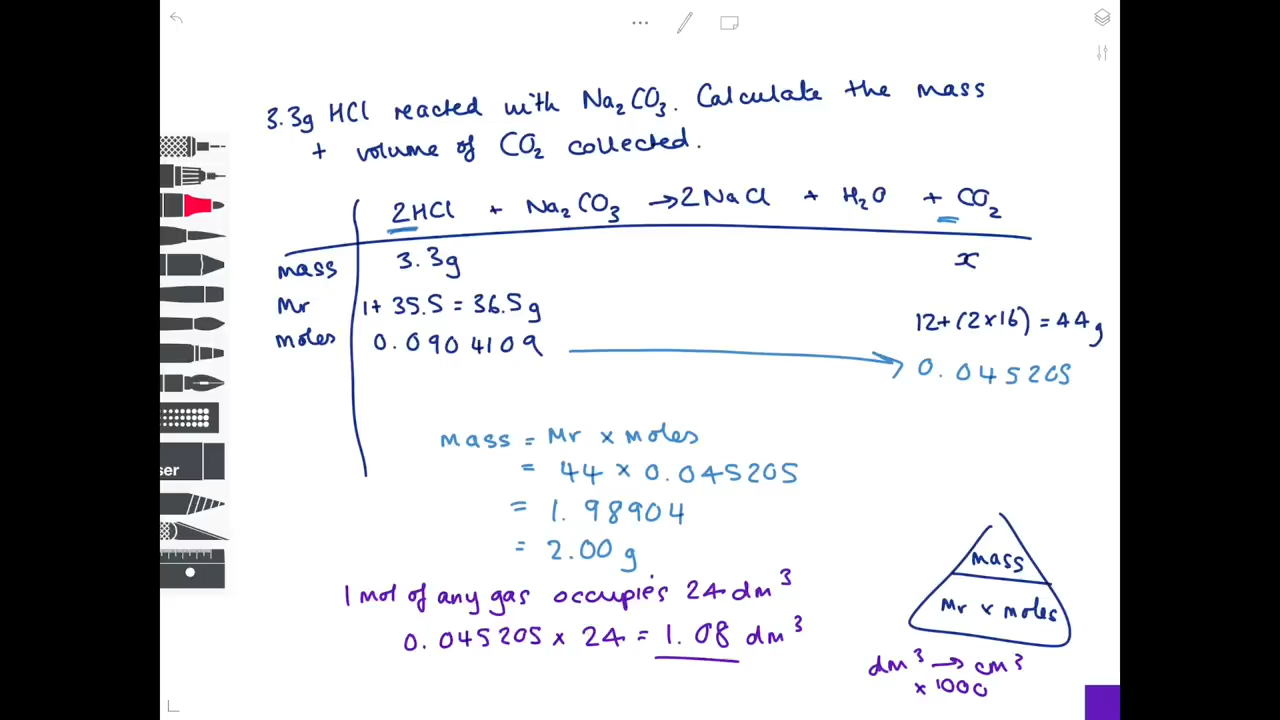 3.3g HCl reacted with Na₂CO₃. Calculate the mass
+ volume of CO₂ collected.
2HCl + Na₂CO₃ → 2NaCl + H₂O + CO₂
mass 3.3g x
Mr 1 + 35.5 = 36.5g 12+(2×16) = 44g
moles 0.0904109 → 0.045205
mass = Mr × moles
= 44 × 0.045205
= 1.98904
= 2.00g
1 mol of any gas occupies 24 dm³
0.045205 × 24 = 1.08 dm³
mass
Mr × moles
dm³ → cm³
× 1000
ser